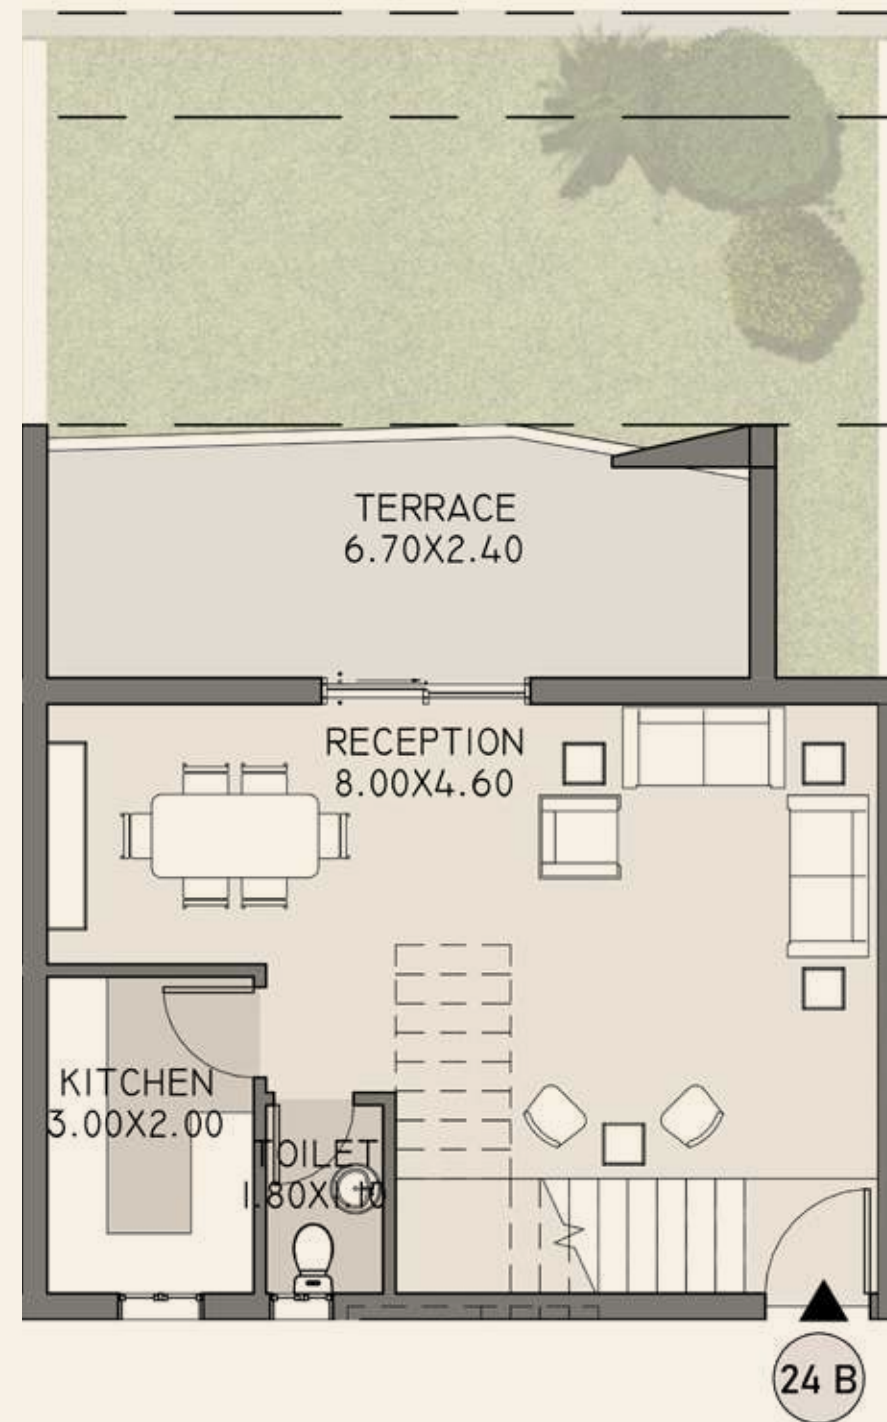 TERRACE
6.70X2.40
RECEPTION
8.00X4.60
KITCHEN
3.00X2.00
TOILET
1.80X1.10
24 B